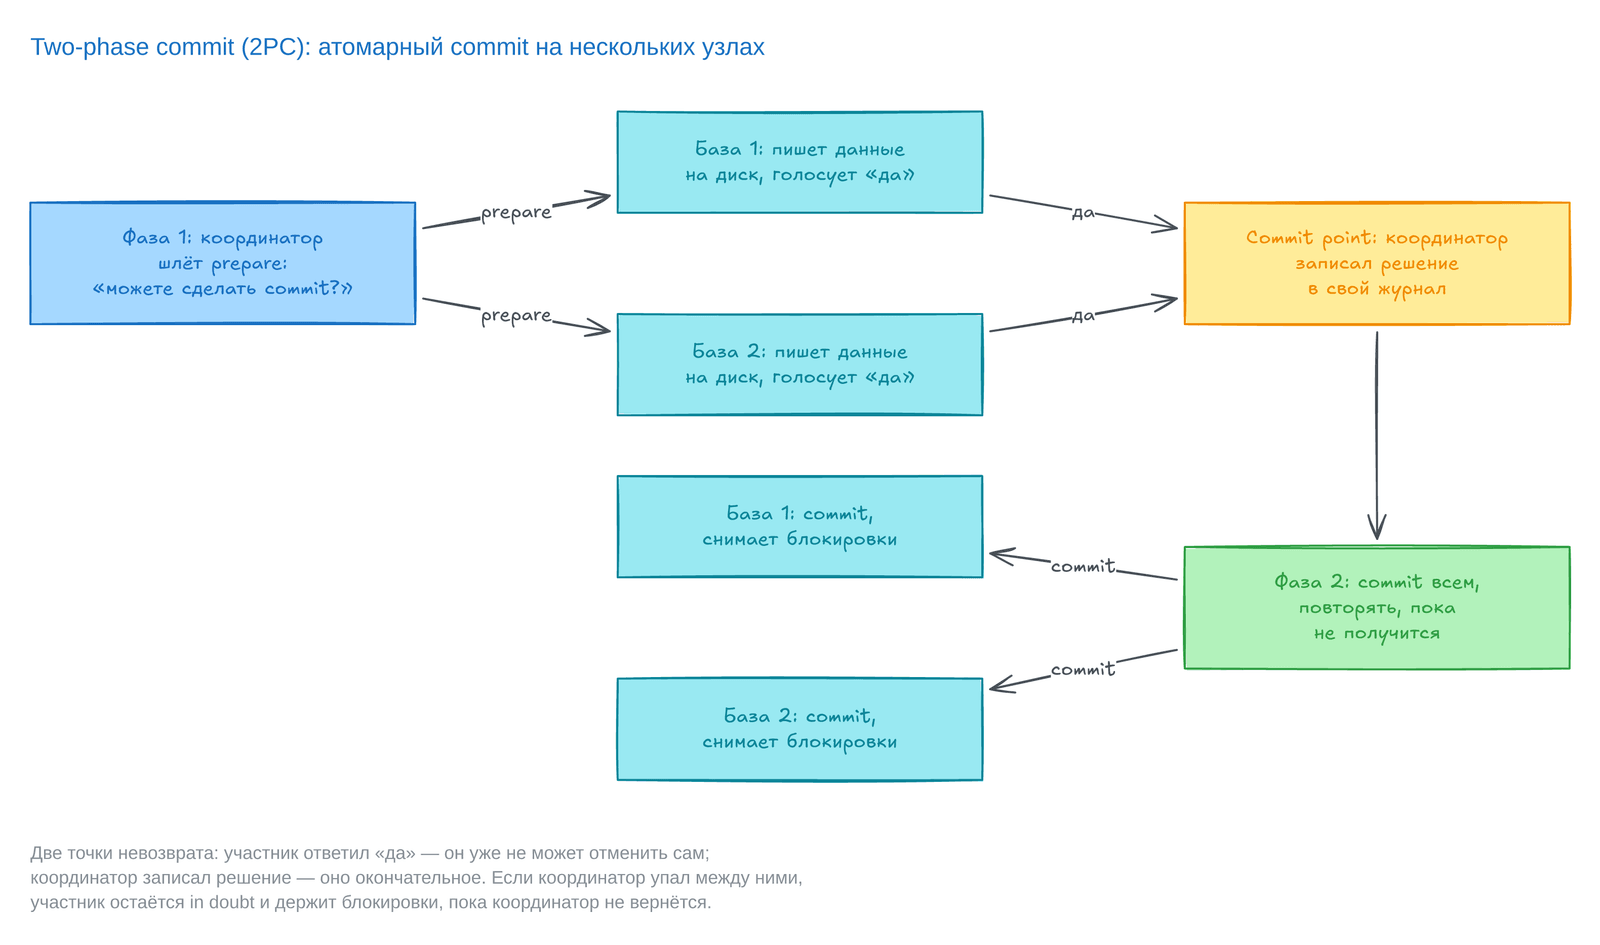 Two-phase commit (2PC): атомарный commit на нескольких узлах
Фаза 1: координатор
шлёт prepare:
«можете сделать commit?»
prepare
prepare
База 1: пишет данные
на диск, голосует «да»
База 2: пишет данные
на диск, голосует «да»
да
да
Commit point: координатор
записал решение
в свой журнал
Фаза 2: commit всем,
повторять, пока
не получится
commit
commit
База 1: commit,
снимает блокировки
База 2: commit,
снимает блокировки
Две точки невозврата: участник ответил «да» — он уже не может отменить сам;
координатор записал решение — оно окончательное. Если координатор упал между ними,
участник остаётся in doubt и держит блокировки, пока координатор не вернётся.